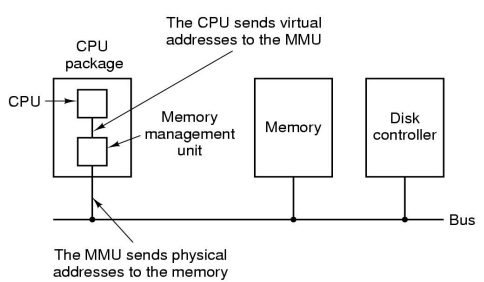 The CPU sends virtual
addresses to the MMU
CPU
package
CPU
Memory
management
unit
Memory
Disk
controller
Bus
The MMU sends physical
addresses to the memory